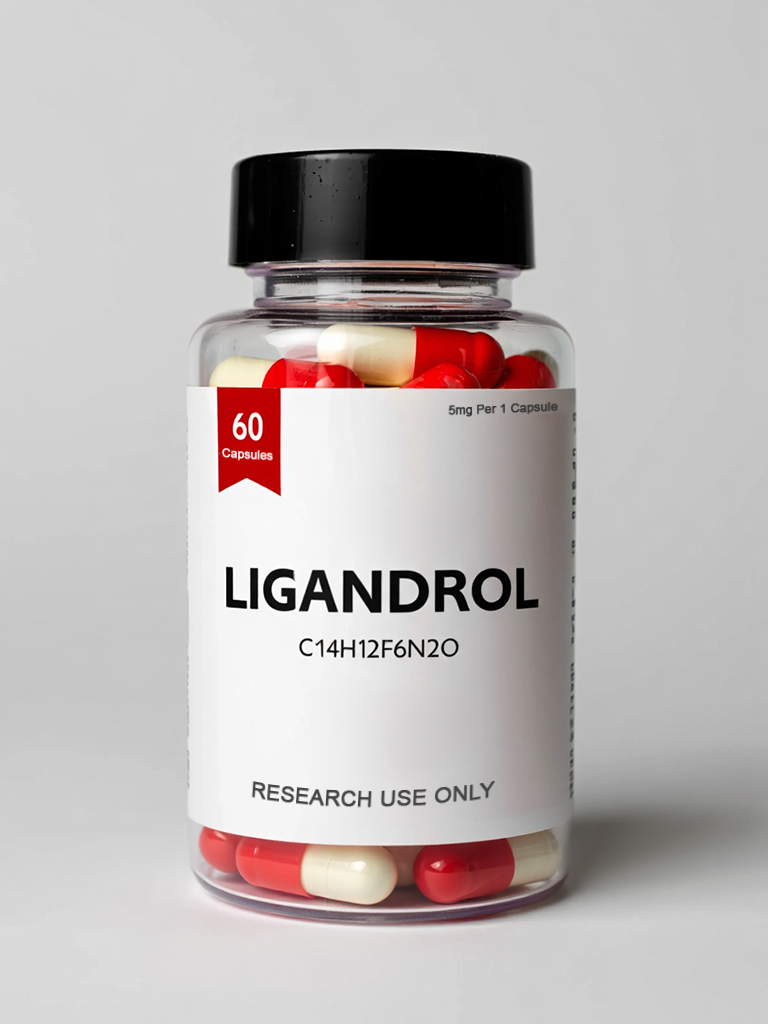 5mg Per 1 Capsule
60
Capsules
LIGANDROL
C14H12F6N2O
RESEARCH USE ONLY